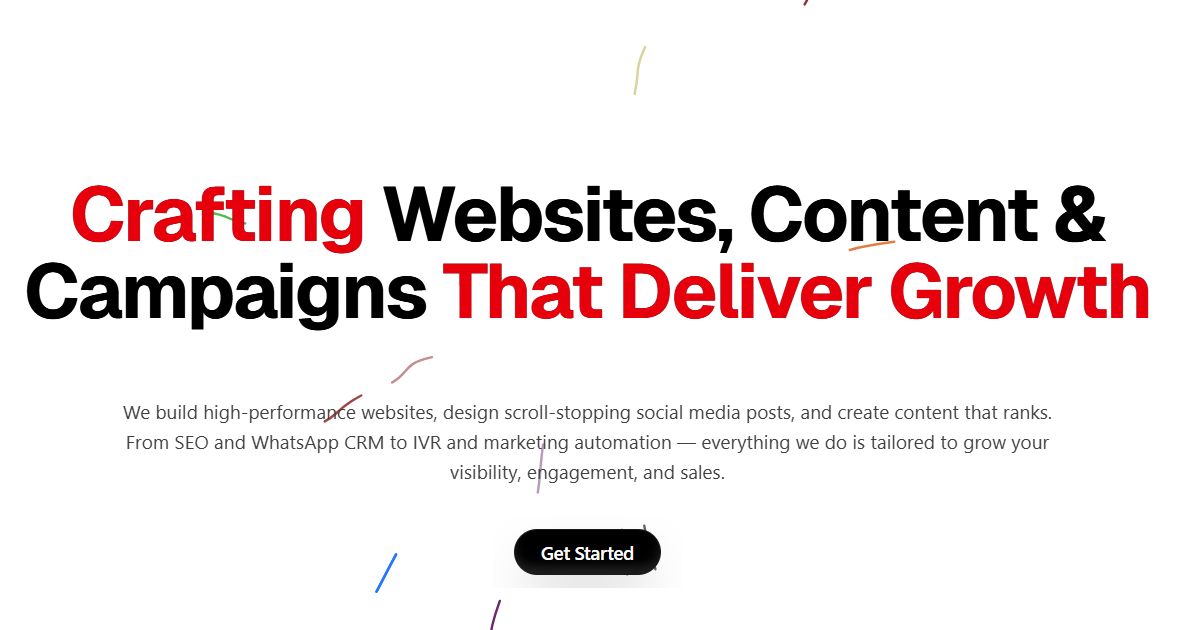 Crafting Websites, Content &
Campaigns That Deliver Growth
We build high-performance websites, design scroll-stopping social media posts, and create content that ranks.
From SEO and WhatsApp CRM to IVR and marketing automation — everything we do is tailored to grow your
visibility, engagement, and sales.
Get Started